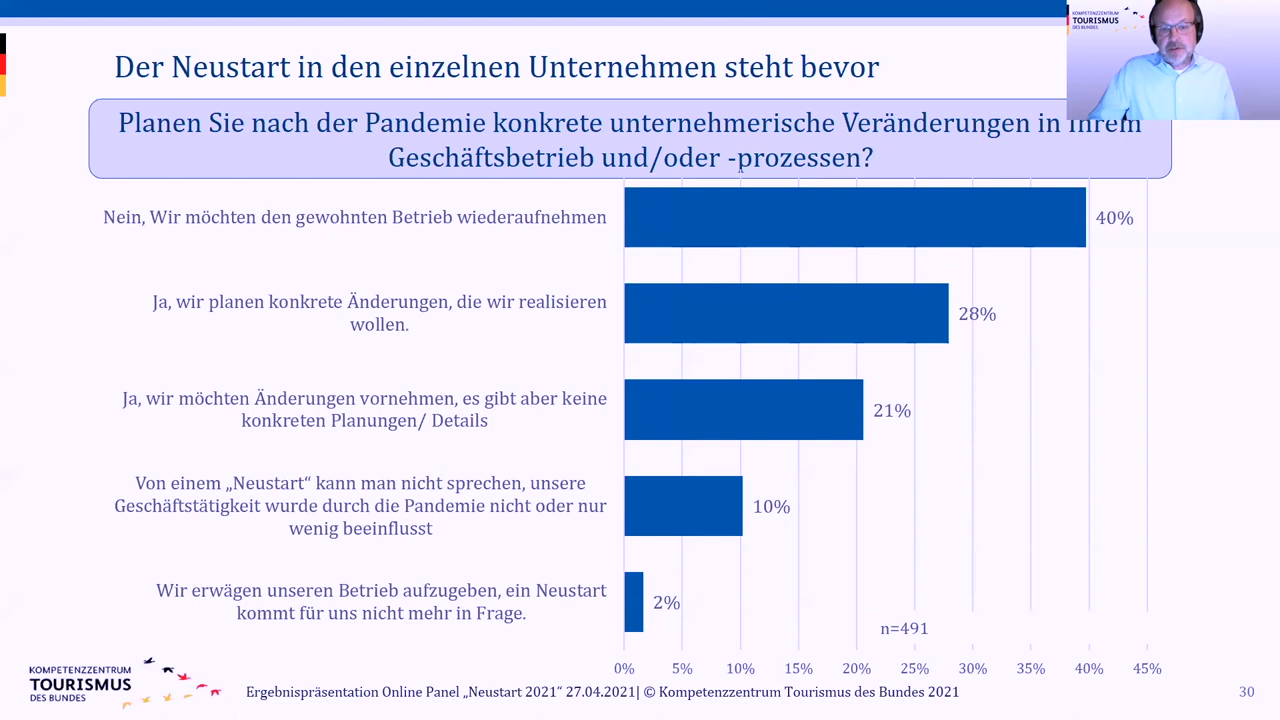 KOMPETENZZENTRUM
TOURISMUS
DES BUNDES
Der Neustart in den einzelnen Unternehmen steht bevor
Planen Sie nach der Pandemie konkrete unternehmerische Veränderungen in Ihrem
Geschäftsbetrieb und/oder -prozessen?
Nein, Wir möchten den gewohnten Betrieb wiederaufnehmen
40%
Ja, wir planen konkrete Änderungen, die wir realisieren
wollen.
28%
Ja, wir möchten Änderungen vornehmen, es gibt aber keine
konkreten Planungen/ Details
21%
Von einem „Neustart“ kann man nicht sprechen, unsere
Geschäftstätigkeit wurde durch die Pandemie nicht oder nur
wenig beeinflusst
10%
Wir erwägen unseren Betrieb aufzugeben, ein Neustart
kommt für uns nicht mehr in Frage.
2%
n=491
0% 5% 10% 15% 20% 25% 30% 35% 40% 45%
KOMPETENZZENTRUM
TOURISMUS
DES BUNDES
Ergebnispräsentation Online Panel „Neustart 2021“ 27.04.2021| © Kompetenzzentrum Tourismus des Bundes 2021
30